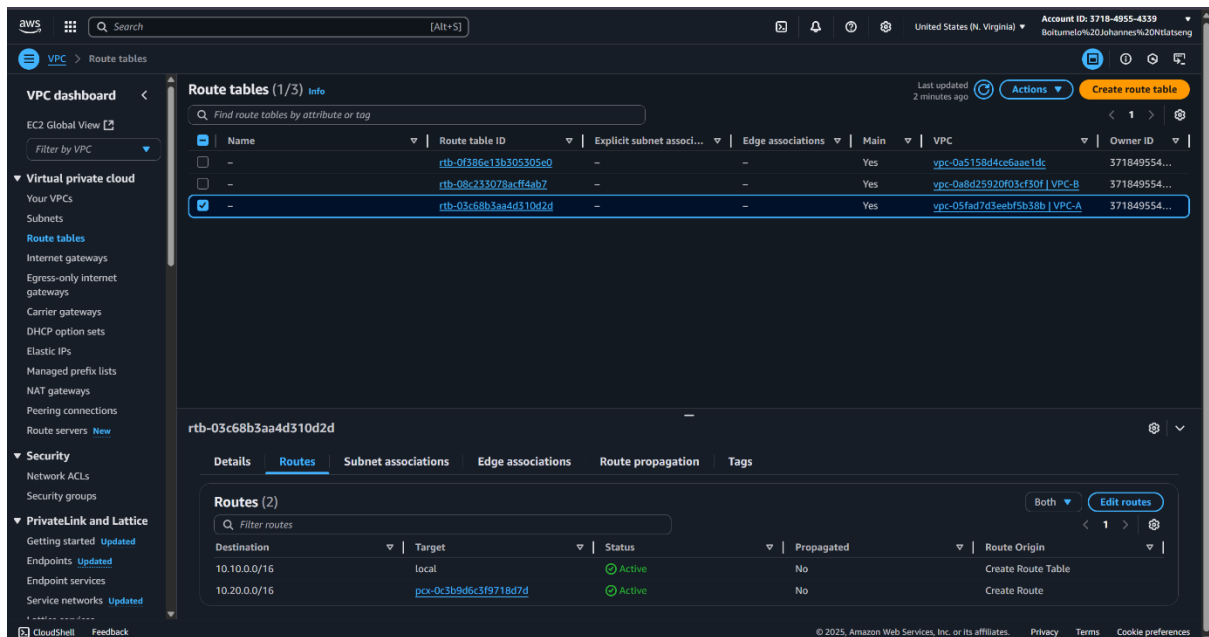 aws
Search [Alt+S]
United States (N. Virginia)
Account ID: 3718-4955-4339
Boitumelo%20Johannes%20Ntlatseng
VPC > Route tables
VPC dashboard
EC2 Global View
Filter by VPC
Virtual private cloud
Your VPCs
Subnets
Route tables
Internet gateways
Egress-only internet
gateways
Carrier gateways
DHCP option sets
Elastic IPs
Managed prefix lists
NAT gateways
Peering connections
Route servers New
Security
Network ACLs
Security groups
PrivateLink and Lattice
Getting started Updated
Endpoints Updated
Endpoint services
Service networks Updated
Route tables (1/3) Info
Last updated
2 minutes ago
Actions
Create route table
Find route tables by attribute or tag
1
Name Route table ID Explicit subnet associ... Edge associations Main VPC Owner ID
– rtb-0f386e13b305305e0 – – Yes vpc-0a5158d4ce6aae1dc 371849554...
– rtb-08c233078acff4ab7 – – Yes vpc-0a8d25920f03cf30f | VPC-B 371849554...
– rtb-03c68b3aa4d310d2d – – Yes vpc-05fad7d3eebf5b38b | VPC-A 371849554...
rtb-03c68b3aa4d310d2d
Details Routes Subnet associations Edge associations Route propagation Tags
Routes (2)
Both
Edit routes
Filter routes
1
Destination Target Status Propagated Route Origin
10.10.0.0/16 local Active No Create Route Table
10.20.0.0/16 pcx-0c3b9d6c3f9718d7d Active No Create Route
CloudShell Feedback
© 2025, Amazon Web Services, Inc. or its affiliates. Privacy Terms Cookie preferences